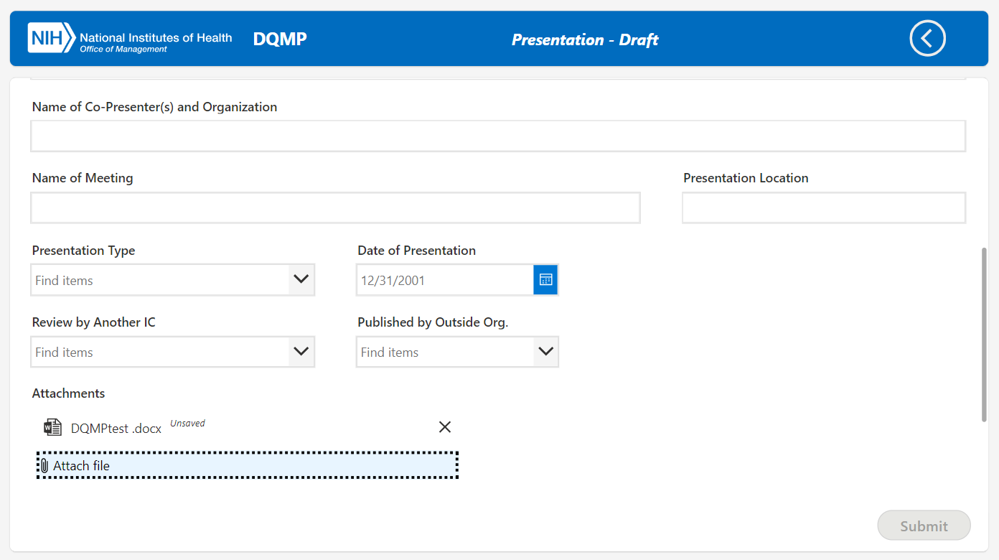 NIH National Institutes of Health
Office of Management
DQMP
Presentation - Draft
Name of Co-Presenter(s) and Organization
Name of Meeting
Presentation Location
Presentation Type
Date of Presentation
Find items
12/31/2001
Review by Another IC
Published by Outside Org.
Find items
Find items
Attachments
W DQMPtest .docx Unsaved
Attach file
Submit